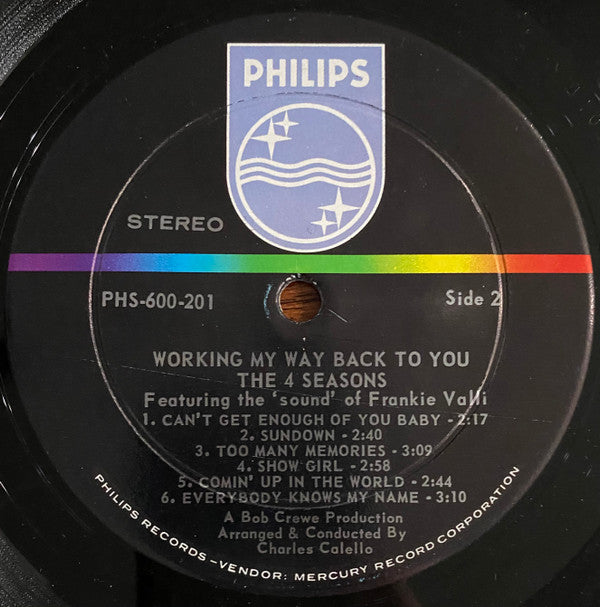 PHILIPS
STEREO
PHS-600-201
Side 2
WORKING MY WAY BACK TO YOU
THE 4 SEASONS
Featuring the 'sound' of Frankie Valli
1. CAN'T GET ENOUGH OF YOU BABY - 2:17
2. SUNDOWN - 2:40
3. TOO MANY MEMORIES - 3:09
4. SHOW GIRL - 2:58
5. COMIN' UP IN THE WORLD - 2:44
6. EVERYBODY KNOWS MY NAME - 3:10
A Bob Crewe Production
Arranged & Conducted By
Charles Calello
PHILIPS RECORDS -VENDOR: MERCURY RECORD CORPORATION